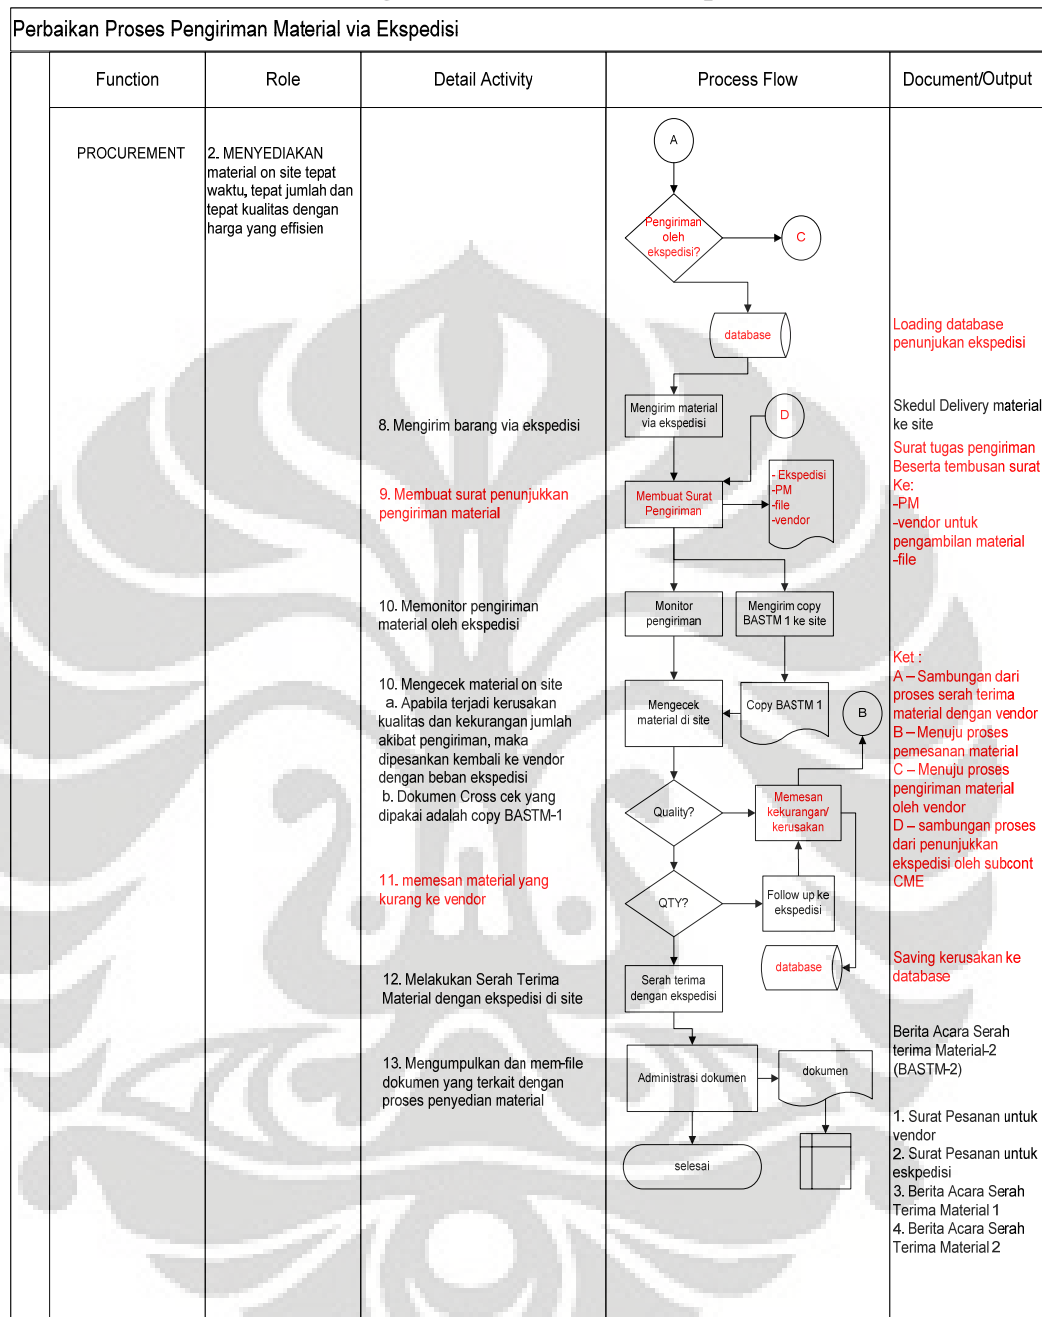 Perbaikan Proses Pengiriman Material via Ekspedisi
Function
Role
Detail Activity
Process Flow
Document/Output
PROCUREMENT
2. MENYEDIAKAN
material on site tepat
waktu, tepat jumlah dan
tepat kualitas dengan
harga yang effisien
8. Mengirim barang via ekspedisi
9. Membuat surat penunjukkan
pengiriman material
10. Memonitor pengiriman
material oleh ekspedisi
10. Mengecek material on site
a. Apabila terjadi kerusakan
kualitas dan kekurangan jumlah
akibat pengiriman, maka
dipesankan kembali ke vendor
dengan beban ekspedisi
b. Dokumen Cross cek yang
dipakai adalah copy BASTM-1
11. memesan material yang
kurang ke vendor
12. Melakukan Serah Terima
Material dengan ekspedisi di site
13. Mengumpulkan dan mem-file
dokumen yang terkait dengan
proses penyedian material
A
Pengiriman
oleh
ekspedisi?
C
database
Mengirim material
via ekspedisi
D
Membuat Surat
Pengiriman
- Ekspedisi
-PM
-file
-vendor
Monitor
pengiriman
Mengirim copy
BASTM 1 ke site
Mengecek
material di site
Copy BASTM 1
B
Quality?
Memesan
kekurangan/
kerusakan
QTY?
Follow up ke
ekspedisi
database
Serah terima
dengan ekspedisi
Administrasi dokumen
dokumen
selesai
Loading database
penunjukan ekspedisi
Skedul Delivery material
ke site
Surat tugas pengiriman
Beserta tembusan surat
Ke:
-PM
-vendor untuk
pengambilan material
-file
Ket :
A – Sambungan dari
proses serah terima
material dengan vendor
B – Menuju proses
pemesanan material
C – Menuju proses
pengiriman material
oleh vendor
D – sambungan proses
dari penunjukkan
ekspedisi oleh subcont
CME
Saving kerusakan ke
database
Berita Acara Serah
terima Material-2
(BASTM-2)
1. Surat Pesanan untuk
vendor
2. Surat Pesanan untuk
eskpedisi
3. Berita Acara Serah
Terima Material 1
4. Berita Acara Serah
Terima Material 2